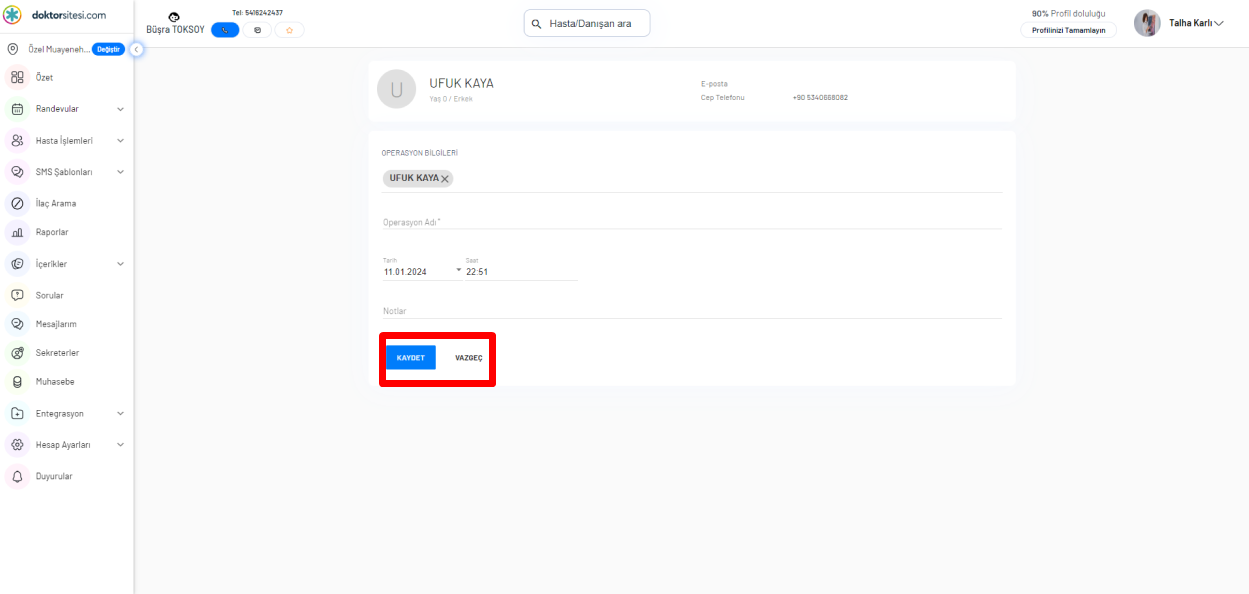 doktorsitesi.com
Özel Muayeneh... Değiştir
Özet
Randevular
Hasta İşlemleri
SMS Şablonları
İlaç Arama
Raporlar
İçerikler
Sorular
Mesajlarım
Sekreterler
Muhasebe
Entegrasyon
Hesap Ayarları
Duyurular
Büşra TOKSOY
Tel: 5416242437
Hasta/Danışan ara
90% Profil doluluğu
Profilinizi Tamamlayın
Talha Karlı
U
UFUK KAYA
Yaş 0 / Erkek
E-posta
Cep Telefonu +90 5340668082
OPERASYON BİLGİLERİ
UFUK KAYA
Operasyon Adı*
Tarih Saat
11.01.2024 22:51
Notlar
KAYDET VAZGEÇ